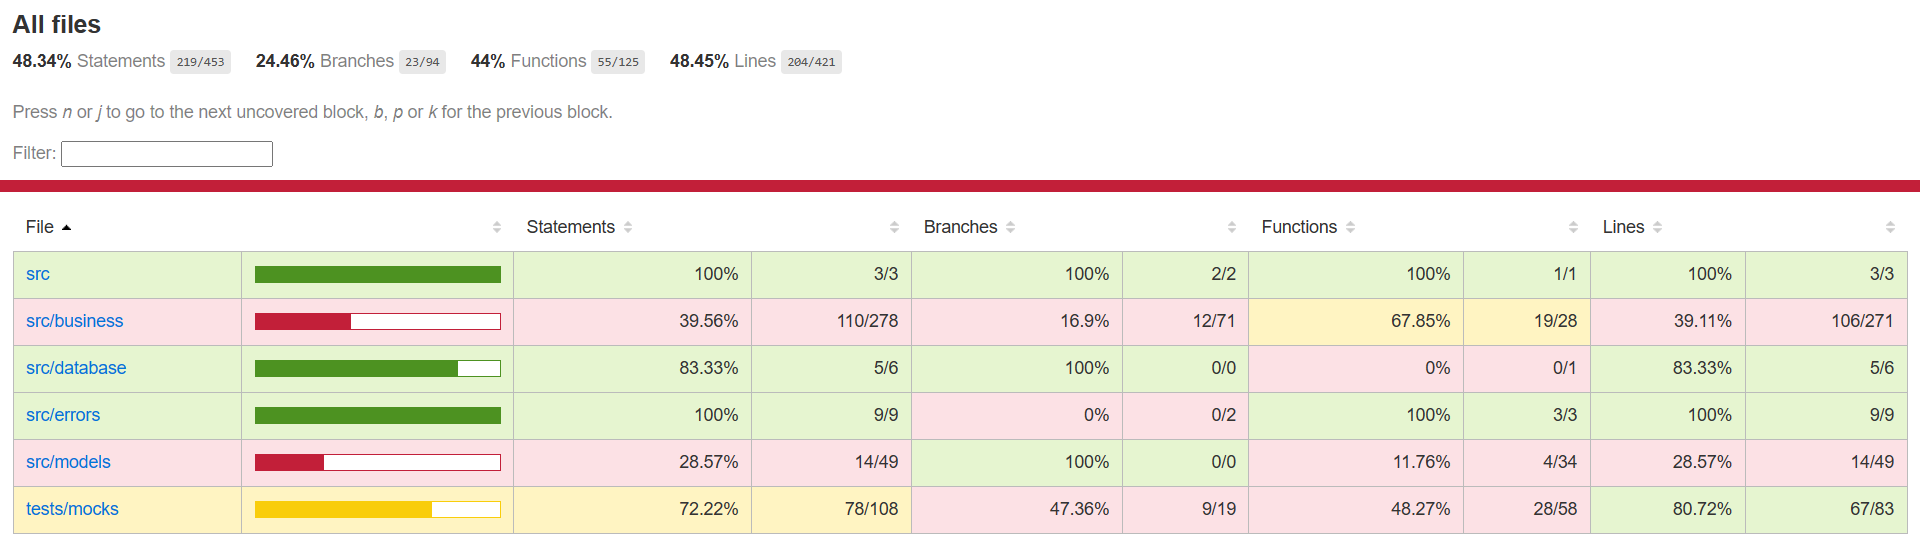 All files
48.34% Statements 219/453 24.46% Branches 23/94 44% Functions 55/125 48.45% Lines 204/421
Press n or j to go to the next uncovered block, b, p or k for the previous block.
Filter:
File Statements Branches Functions Lines
src 100% 3/3 100% 2/2 100% 1/1 100% 3/3
src/business 39.56% 110/278 16.9% 12/71 67.85% 19/28 39.11% 106/271
src/database 83.33% 5/6 100% 0/0 0% 0/1 83.33% 5/6
src/errors 100% 9/9 0% 0/2 100% 3/3 100% 9/9
src/models 28.57% 14/49 100% 0/0 11.76% 4/34 28.57% 14/49
tests/mocks 72.22% 78/108 47.36% 9/19 48.27% 28/58 80.72% 67/83